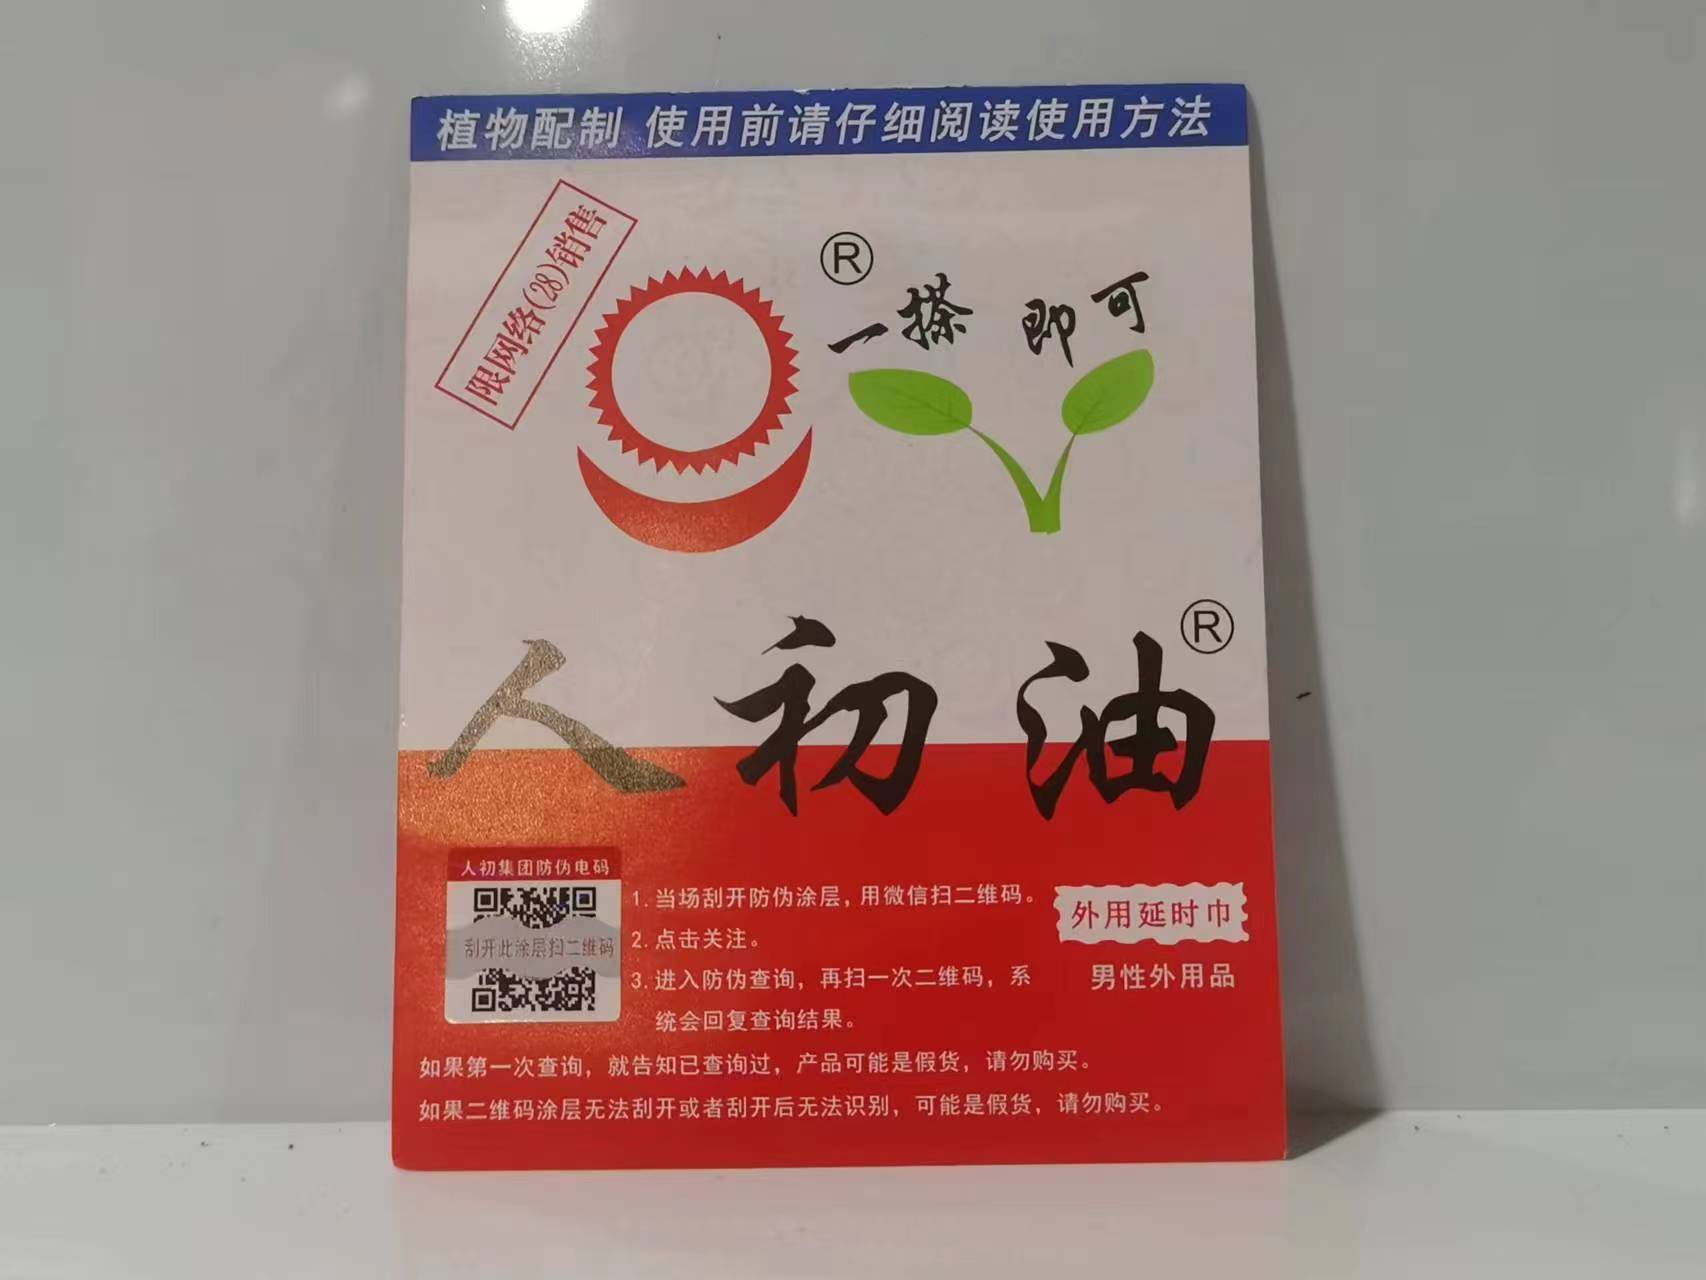 植物配制 使用前请仔细阅读使用方法
限网络(28)销售
®
一搽 即可
人初油®
人初集团防伪电码
刮开此涂层扫二维码
1. 当场刮开防伪涂层，用微信扫二维码。
2. 点击关注。
3. 进入防伪查询，再扫一次二维码，系
统会回复查询结果。
外用延时巾
男性外用品
如果第一次查询，就告知已查询过，产品可能是假货，请勿购买。
如果二维码涂层无法刮开或者刮开后无法识别，可能是假货，请勿购买。